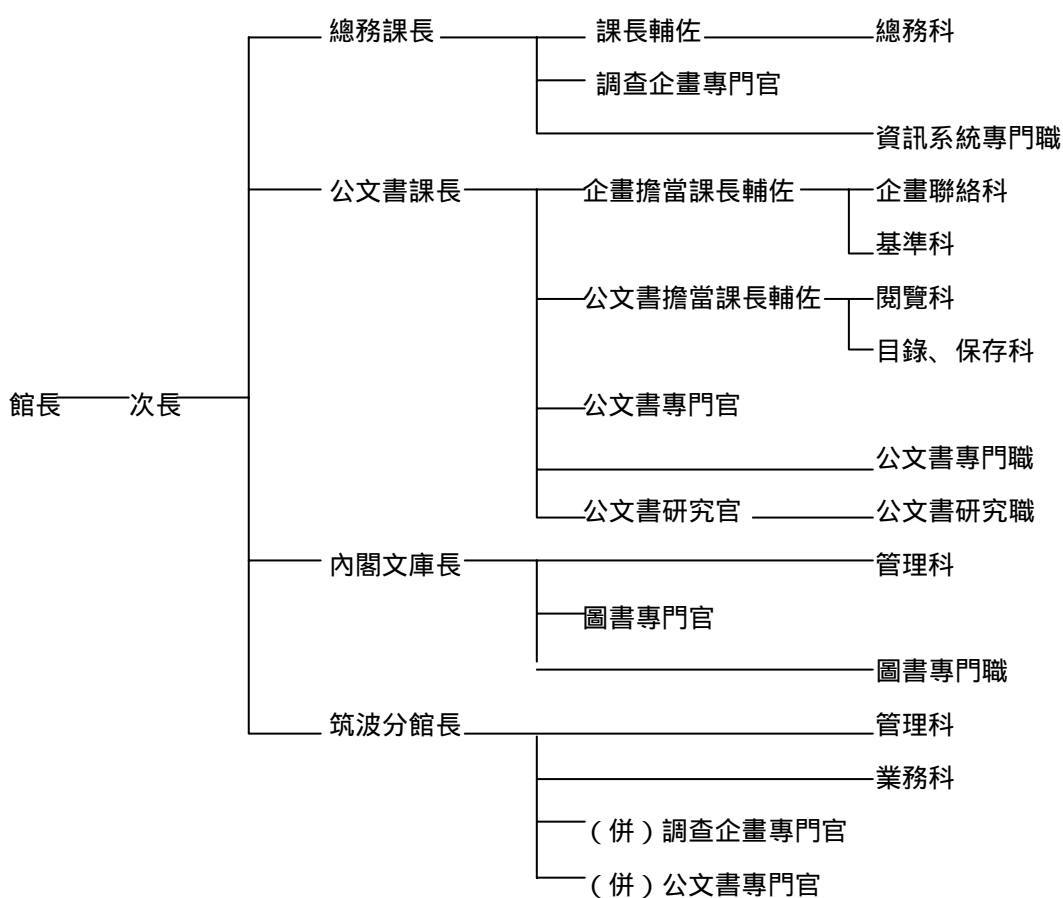 總務課長 課長輔佐 總務科
調查企畫專門官
資訊系統專門職
公文書課長 企畫擔當課長輔佐 企畫聯絡科
基準科
公文書擔當課長輔佐 閱覽科
目錄、保存科
館長 次長 公文書專門官
公文書專門職
公文書研究官 公文書研究職
內閣文庫長 管理科
圖書專門官
圖書專門職
筑波分館長 管理科
業務科
（併）調查企畫專門官
（併）公文書專門官